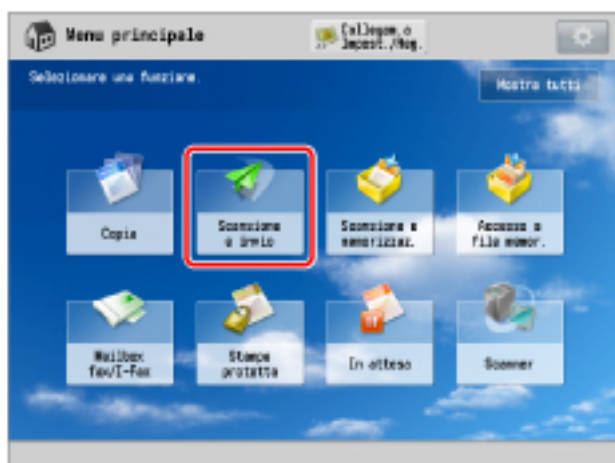 Menu principale
Collegam.a
Impost./Reg.
Selezionare una funzione.
Mostra tutti
Copia
Scansione
e invio
Scansione e
memorizzaz.
Accesso a
file memor.
Mailbox
fax/I-Fax
Stampa
protetta
In attesa
Scanner